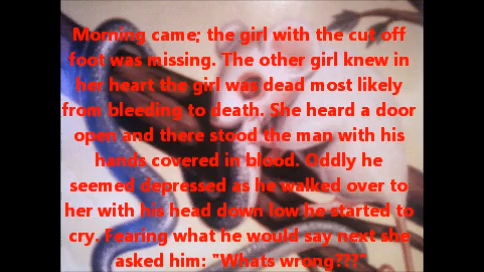 Morning came; the girl with the cut off
foot was missing. The other girl knew in
her heart the girl was dead most likely
from bleeding to death. She heard a door
open and there stood the man with his
hands covered in blood. Oddly he
seemed depressed as he walked over to
her with his head down low he started to
cry. Fearing what he would say next she
asked him: "Whats wrong???"